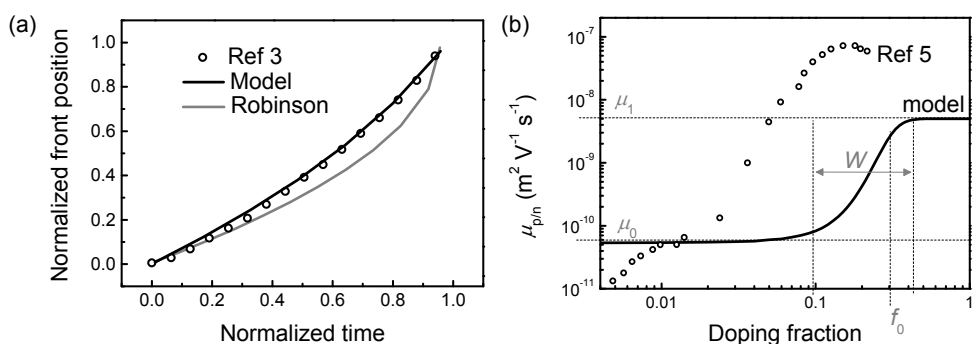 (a)
1.0
0.8
0.6
0.4
0.2
0.0
Normalized front position
Ref 3
Model
Robinson
0.0 0.2 0.4 0.6 0.8 1.0
Normalized time
(b)
10⁻⁷
10⁻⁸
10⁻⁹
10⁻¹⁰
10⁻¹¹
μp/n (m² V⁻¹ s⁻¹)
Ref 5
μ₁
model
W
μ₀
0.01 0.1 1
f₀
Doping fraction